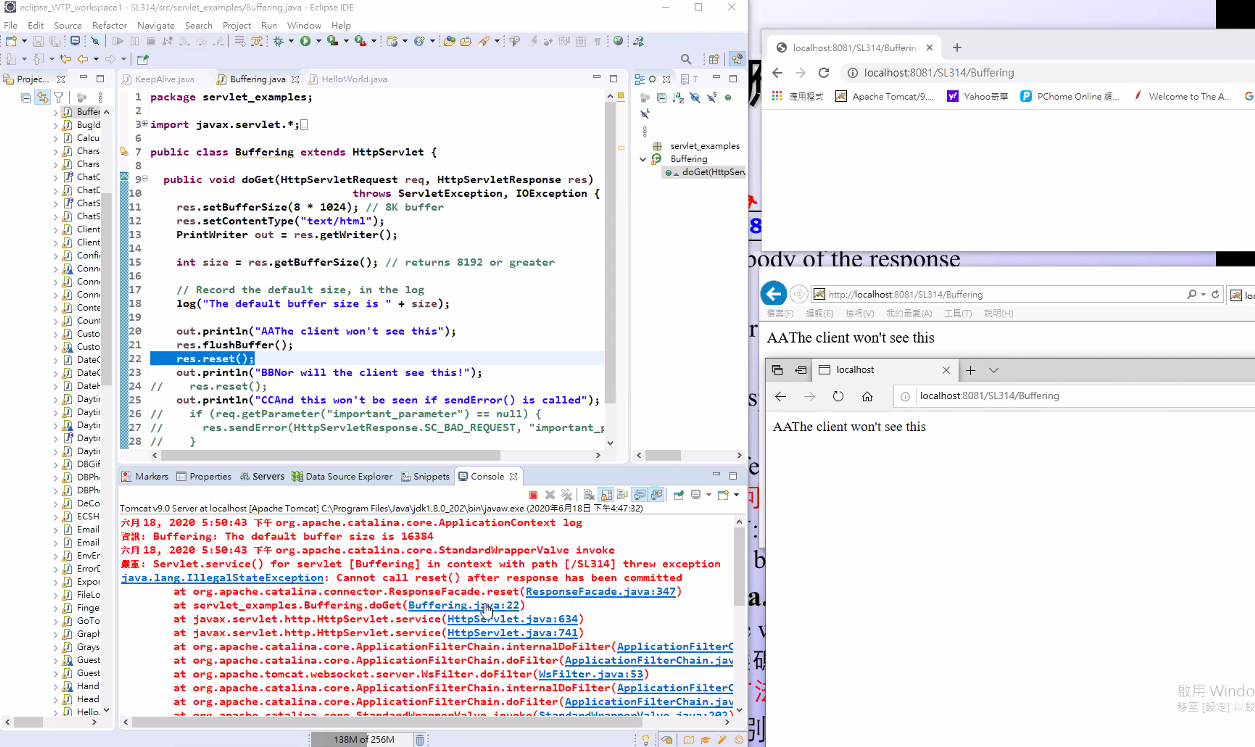 eclipse_WTP_workspace1 - SL314/src/servlet_examples/Buffering.java - Eclipse IDE
File Edit Source Refactor Navigate Search Project Run Window Help
Projec...
KeepAlive.java Buffering.java HelloWorld.java
Buffer
BugId
Calcu
Chars
Chars
ChatC
ChatD
ChatS
ChatS
Client
Client
Confi
Conn
Conn
Conn
Conte
Count
Custo
Custo
DateC
DateF
DateH
Daytir
Daytir
Daytir
Daytir
DBGif
DBPh
DBPh
DeCo
ECSH
Email
Email
EnvEn
ErrorD
Expor
FileLo
Finge
GoTo
Graph
Grays
Guest
Guest
Hand
Head
Hello.
1 package servlet_examples;
2
3 import javax.servlet.*;
6
7 public class Buffering extends HttpServlet {
8
9 public void doGet(HttpServletRequest req, HttpServletResponse res)
10 throws ServletException, IOException {
11 res.setBufferSize(8 * 1024); // 8K buffer
12 res.setContentType("text/html");
13 PrintWriter out = res.getWriter();
14
15 int size = res.getBufferSize(); // returns 8192 or greater
16
17 // Record the default size, in the log
18 log("The default buffer size is " + size);
19
20 out.println("AAThe client won't see this");
21 res.flushBuffer();
22 res.reset();
23 out.println("BBNor will the client see this!");
24 // res.reset();
25 out.println("CCAnd this won't be seen if sendError() is called");
26 // if (req.getParameter("important_parameter") == null) {
27 // res.sendError(HttpServletResponse.SC_BAD_REQUEST, "important_p
28 // }
servlet_examples
Buffering
doGet(HttpServ
Markers Properties Servers Data Source Explorer Snippets Console
Tomcat v9.0 Server at localhost [Apache Tomcat] C:\Program Files\Java\jdk1.8.0_202\bin\javaw.exe (2020年6月18日 下午4:47:32)
六月 18, 2020 5:50:43 下午 org.apache.catalina.core.ApplicationContext log
資訊: Buffering: The default buffer size is 16384
六月 18, 2020 5:50:43 下午 org.apache.catalina.core.StandardWrapperValve invoke
嚴重: Servlet.service() for servlet [Buffering] in context with path [/SL314] threw exception
java.lang.IllegalStateException: Cannot call reset() after response has been committed
at org.apache.catalina.connector.ResponseFacade.reset(ResponseFacade.java:347)
at servlet_examples.Buffering.doGet(Buffering.java:22)
at javax.servlet.http.HttpServlet.service(HttpServlet.java:634)
at javax.servlet.http.HttpServlet.service(HttpServlet.java:741)
at org.apache.catalina.core.ApplicationFilterChain.internalDoFilter(ApplicationFilterC
at org.apache.catalina.core.ApplicationFilterChain.doFilter(ApplicationFilterChain.jav
at org.apache.tomcat.websocket.server.WsFilter.doFilter(WsFilter.java:53)
at org.apache.catalina.core.ApplicationFilterChain.internalDoFilter(ApplicationFilterC
at org.apache.catalina.core.ApplicationFilterChain.doFilter(ApplicationFilterChain.jav
at org.apache.catalina.core.StandardWrapperValve.invoke(StandardWrapperValve.java:202)
138M of 256M
localhost:8081/SL314/Buffering
localhost:8081/SL314/Buffering
應用程式 Apache Tomcat/9.... Yahoo奇摩 PChome Online 網... Welcome to The A...
body of the response
http://localhost:8081/SL314/Buffering
檔案(F) 編輯(E) 檢視(V) 我的最愛(A) 工具(T) 說明(H)
AAThe client won't see this
localhost
localhost:8081/SL314/Buffering
AAThe client won't see this
啟用 Windo
移至 [設定] 以啟